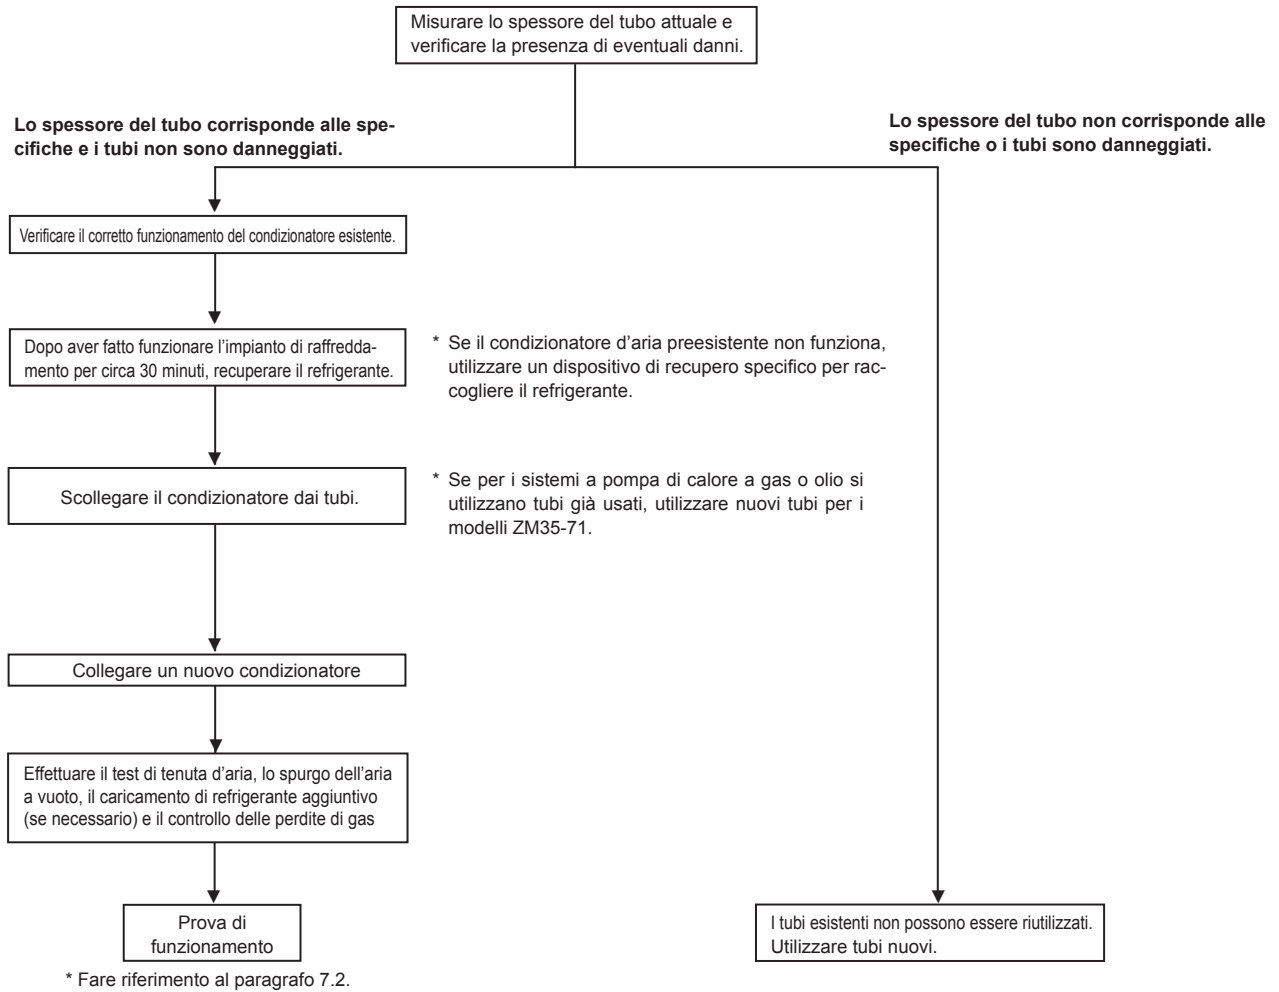 Misurare lo spessore del tubo attuale e
verificare la presenza di eventuali danni.
Lo spessore del tubo corrisponde alle spe-
cifiche e i tubi non sono danneggiati.
Lo spessore del tubo non corrisponde alle
specifiche o i tubi sono danneggiati.
Verificare il corretto funzionamento del condizionatore esistente.
Dopo aver fatto funzionare l'impianto di raffredda-
mento per circa 30 minuti, recuperare il refrigerante.
* Se il condizionatore d'aria preesistente non funziona,
utilizzare un dispositivo di recupero specifico per rac-
cogliere il refrigerante.
Scollegare il condizionatore dai tubi.
* Se per i sistemi a pompa di calore a gas o olio si
utilizzano tubi già usati, utilizzare nuovi tubi per i
modelli ZM35-71.
Collegare un nuovo condizionatore
Effettuare il test di tenuta d'aria, lo spurgo dell'aria
a vuoto, il caricamento di refrigerante aggiuntivo
(se necessario) e il controllo delle perdite di gas
Prova di
funzionamento
* Fare riferimento al paragrafo 7.2.
I tubi esistenti non possono essere riutilizzati.
Utilizzare tubi nuovi.